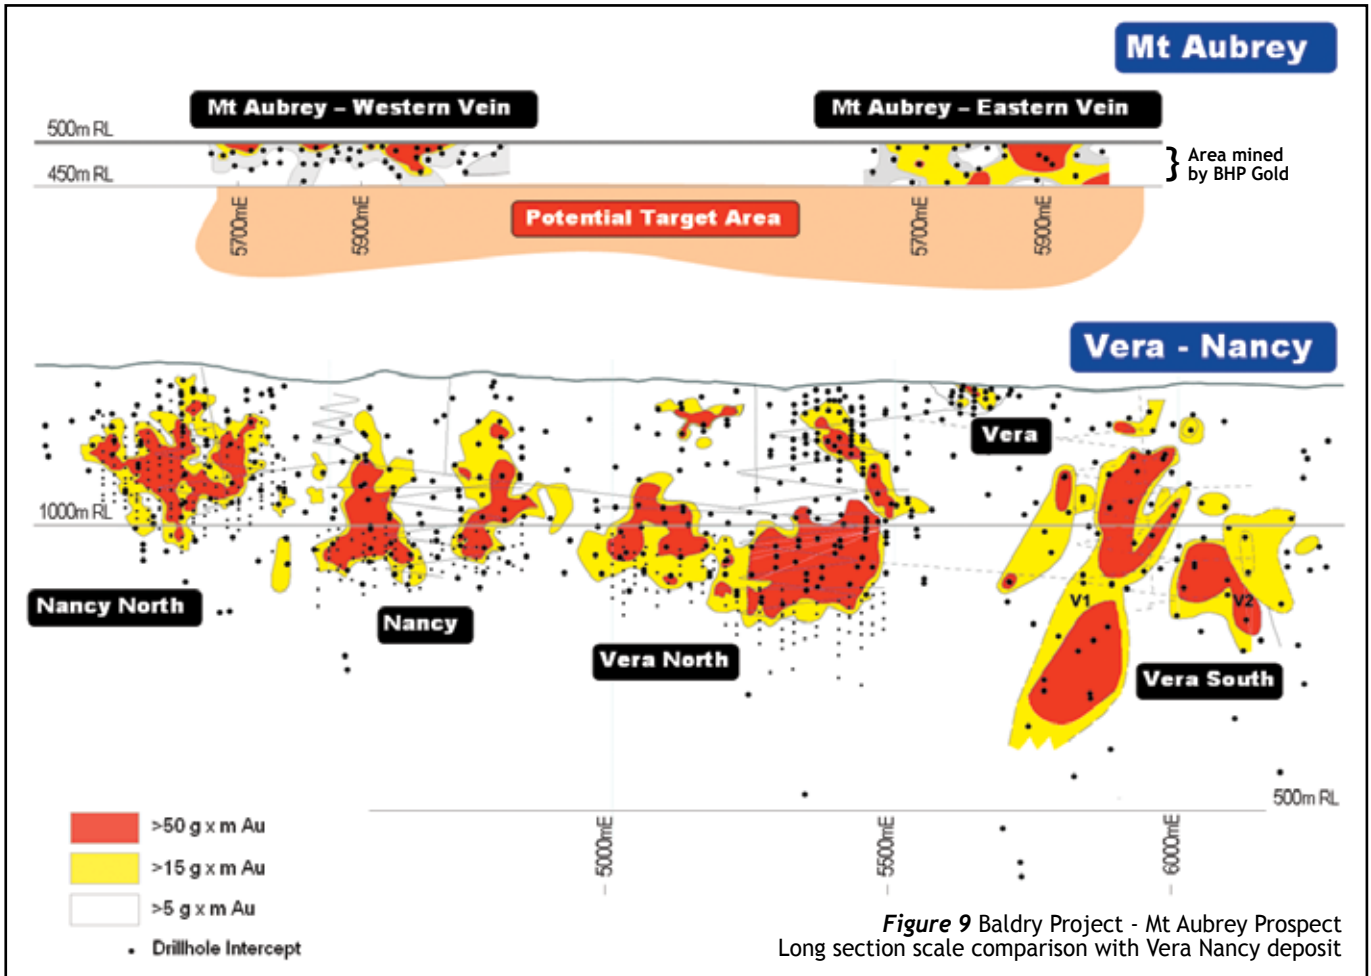 Mt Aubrey
Mt Aubrey – Western Vein
Mt Aubrey – Eastern Vein
500m RL
450m RL
} Area mined
by BHP Gold
5700mE
5900mE
Potential Target Area
5700mE
5900mE
Vera - Nancy
Vera
1000m RL
Nancy North
Nancy
Vera North
V1
V2
Vera South
500m RL
5000mE
5500mE
6000mE
>50 g x m Au
>15 g x m Au
>5 g x m Au
Drillhole Intercept
Figure 9 Baldry Project - Mt Aubrey Prospect
Long section scale comparison with Vera Nancy deposit